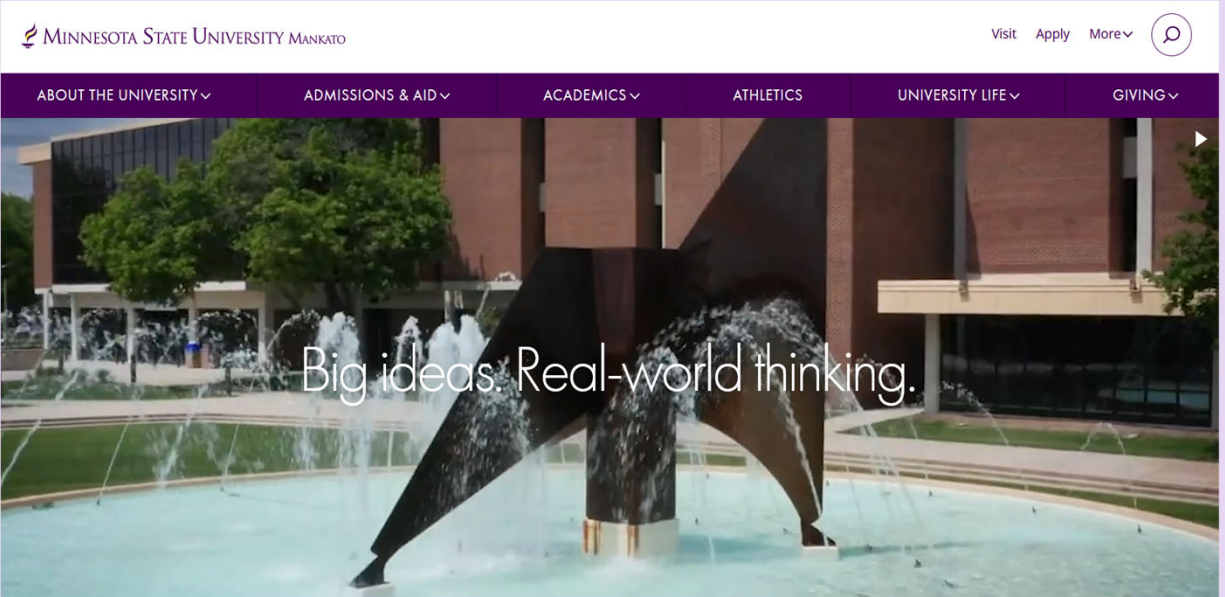 MINNESOTA STATE UNIVERSITY MANKATO
Visit Apply More
ABOUT THE UNIVERSITY ADMISSIONS & AID ACADEMICS ATHLETICS UNIVERSITY LIFE GIVING
Big ideas. Real-world thinking.